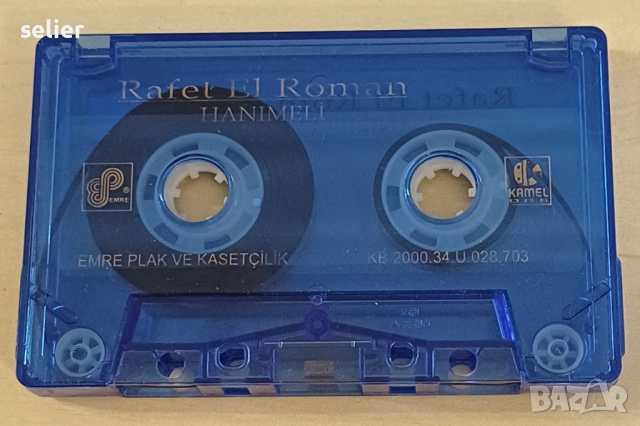 selier
Rafet El Roman
HANIMELİ
EMRE
KAMEL
EMRE PLAK VE KASETÇİLİK
KB 2000.34.U.028.703
BAZAR